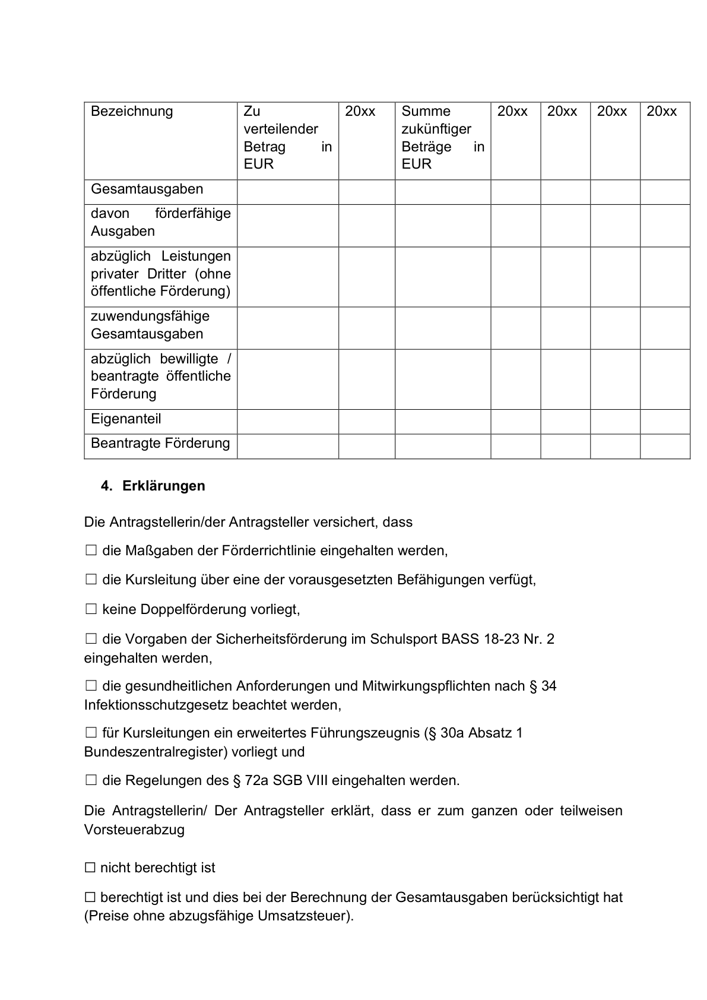 Bezeichnung
Zu
verteilender
Betrag in
EUR
20xx
Summe
zukünftiger
Beträge in
EUR
20xx
20xx
20xx
20xx
Gesamtausgaben
davon förderfähige
Ausgaben
abzüglich Leistungen
privater Dritter (ohne
öffentliche Förderung)
zuwendungsfähige
Gesamtausgaben
abzüglich bewilligte /
beantragte öffentliche
Förderung
Eigenanteil
Beantragte Förderung
4. Erklärungen
Die Antragstellerin/der Antragsteller versichert, dass
☐ die Maßgaben der Förderrichtlinie eingehalten werden,
☐ die Kursleitung über eine der vorausgesetzten Befähigungen verfügt,
☐ keine Doppelförderung vorliegt,
☐ die Vorgaben der Sicherheitsförderung im Schulsport BASS 18-23 Nr. 2
eingehalten werden,
☐ die gesundheitlichen Anforderungen und Mitwirkungspflichten nach § 34
Infektionsschutzgesetz beachtet werden,
☐ für Kursleitungen ein erweitertes Führungszeugnis (§ 30a Absatz 1
Bundeszentralregister) vorliegt und
☐ die Regelungen des § 72a SGB VIII eingehalten werden.
Die Antragstellerin/ Der Antragsteller erklärt, dass er zum ganzen oder teilweisen
Vorsteuerabzug
☐ nicht berechtigt ist
☐ berechtigt ist und dies bei der Berechnung der Gesamtausgaben berücksichtigt hat
(Preise ohne abzugsfähige Umsatzsteuer).